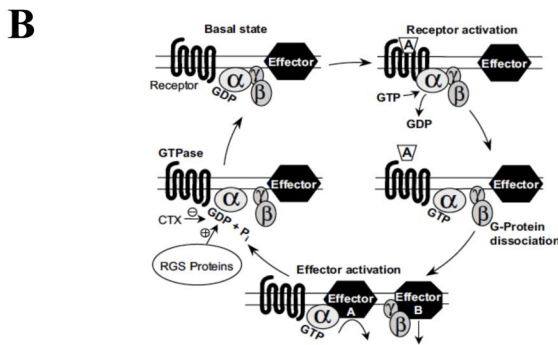 B
Basal state
Effector
Receptor
α
γ
β
GDP
Receptor activation
A
Effector
α
γ
β
GTP
GDP
A
Effector
α
γ
β
GTP
G-Protein
dissociation
Effector activation
Effector
A
Effector
B
α
γ
β
GTP
GTPase
Effector
α
γ
β
GDP + Pi
CTX
⊖
⊕
RGS Proteins